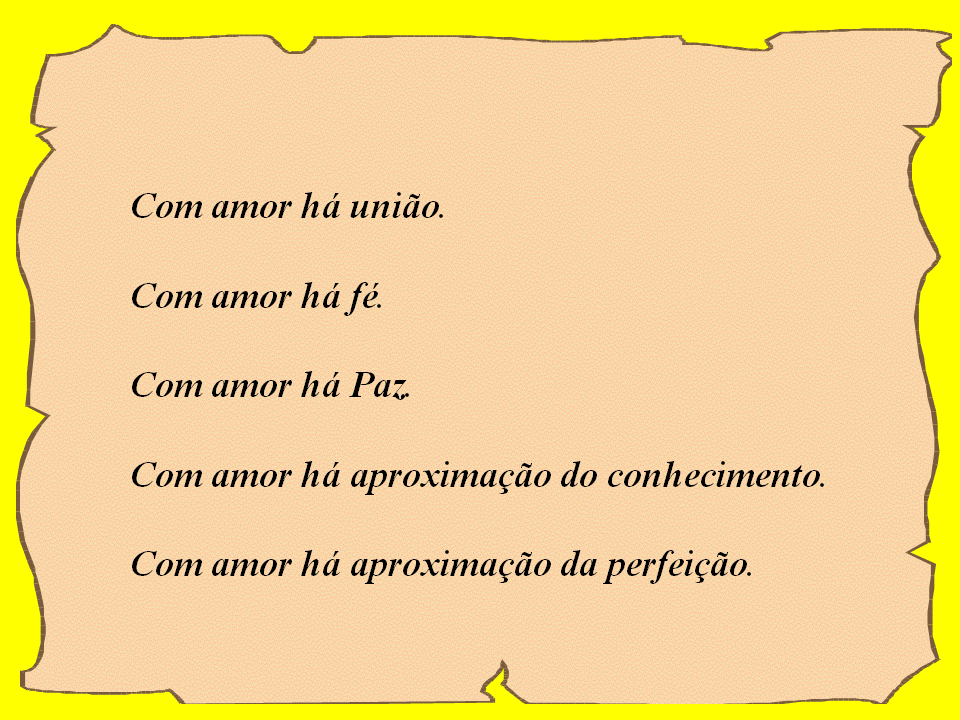 Com amor há união.
Com amor há fé.
Com amor há Paz.
Com amor há aproximação do conhecimento.
Com amor há aproximação da perfeição.